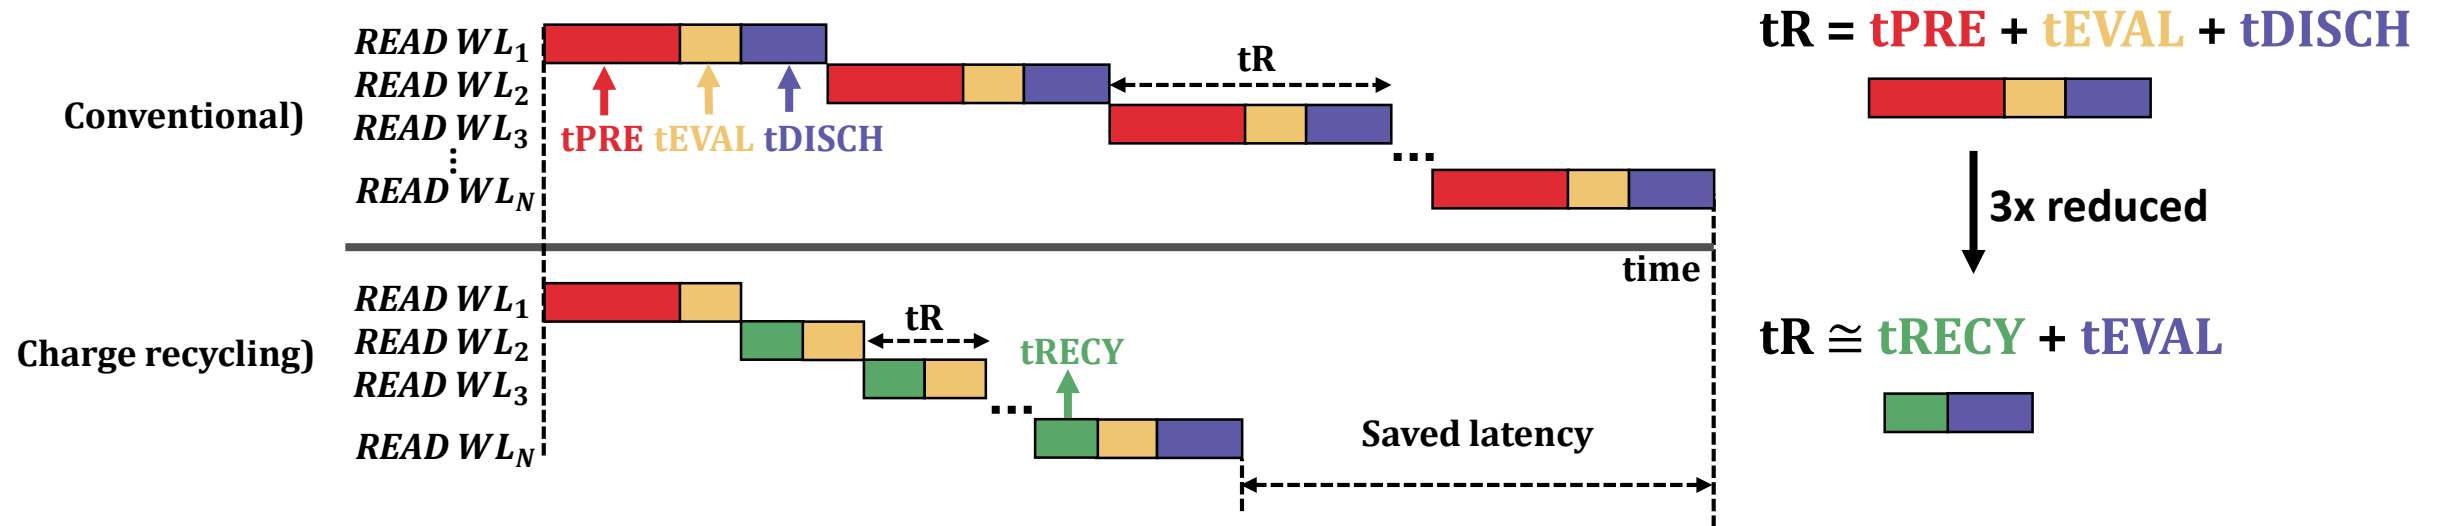 READ WL1
READ WL2
READ WL3
⋮
READ WLN
Conventional)
tPRE tEVAL tDISCH
tR
...
time
Charge recycling)
READ WL1
READ WL2
READ WL3
READ WLN
tR
tRECY
...
Saved latency
tR = tPRE + tEVAL + tDISCH
3x reduced
tR ≅ tRECY + tEVAL